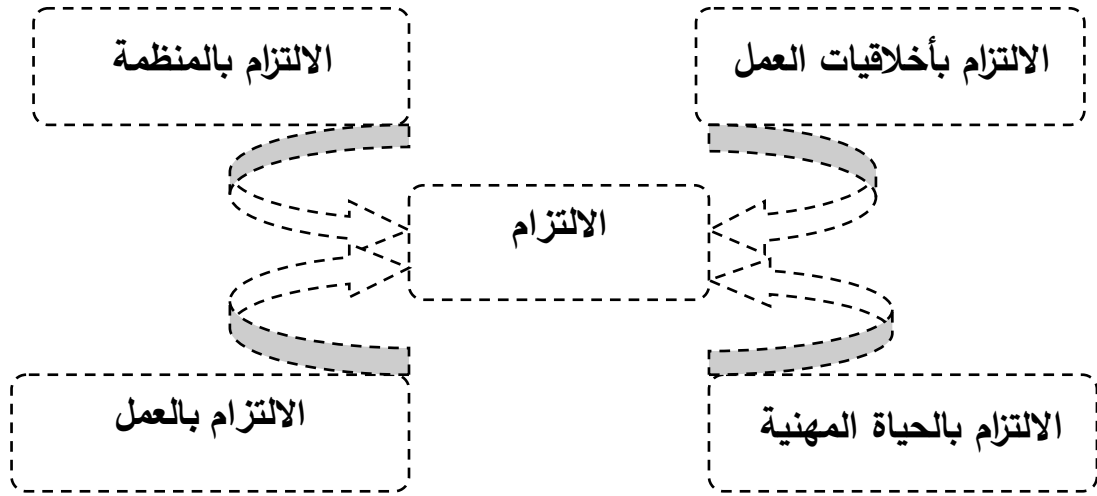 الالتزام بأخلاقيات العمل
الالتزام بالمنظمة
الالتزام
الالتزام بالحياة المهنية
الالتزام بالعمل